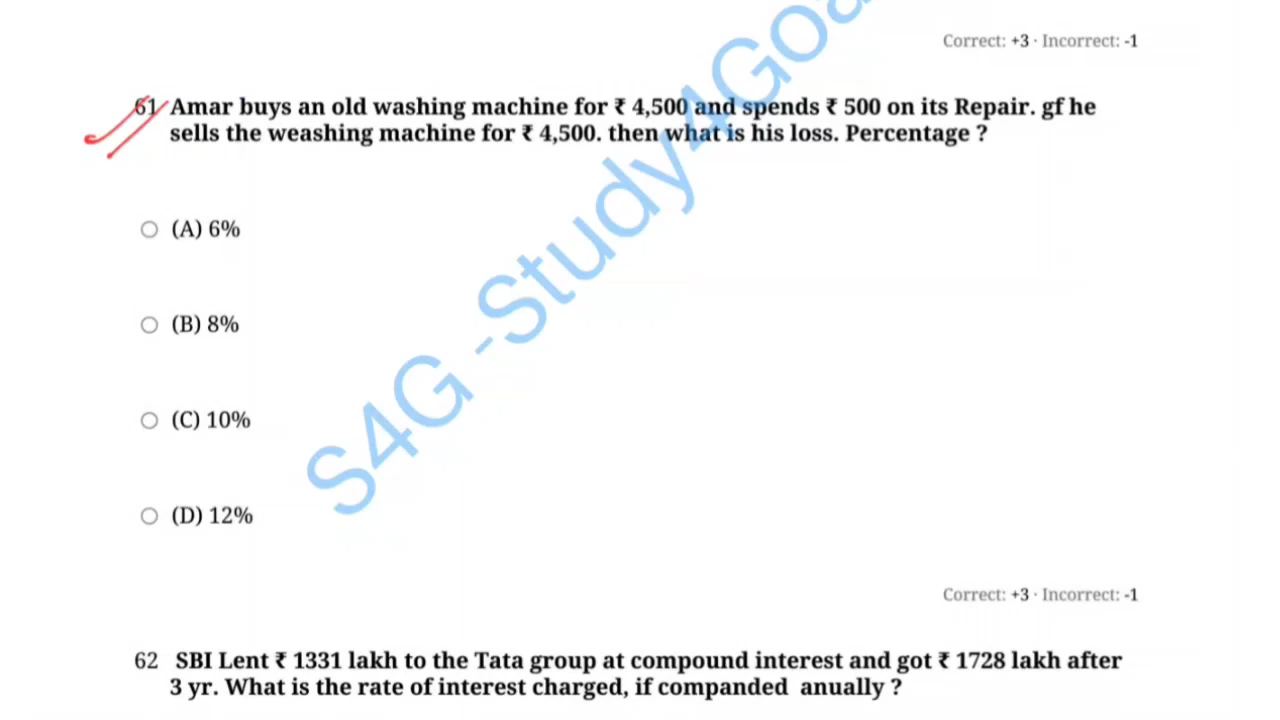 Correct: +3 · Incorrect: -1
61 Amar buys an old washing machine for ₹ 4,500 and spends ₹ 500 on its Repair. gf he
sells the weashing machine for ₹ 4,500. then what is his loss. Percentage ?
(A) 6%
(B) 8%
(C) 10%
(D) 12%
S4G -Study4Goa
Correct: +3 · Incorrect: -1
62 SBI Lent ₹ 1331 lakh to the Tata group at compound interest and got ₹ 1728 lakh after
3 yr. What is the rate of interest charged, if companded anually ?